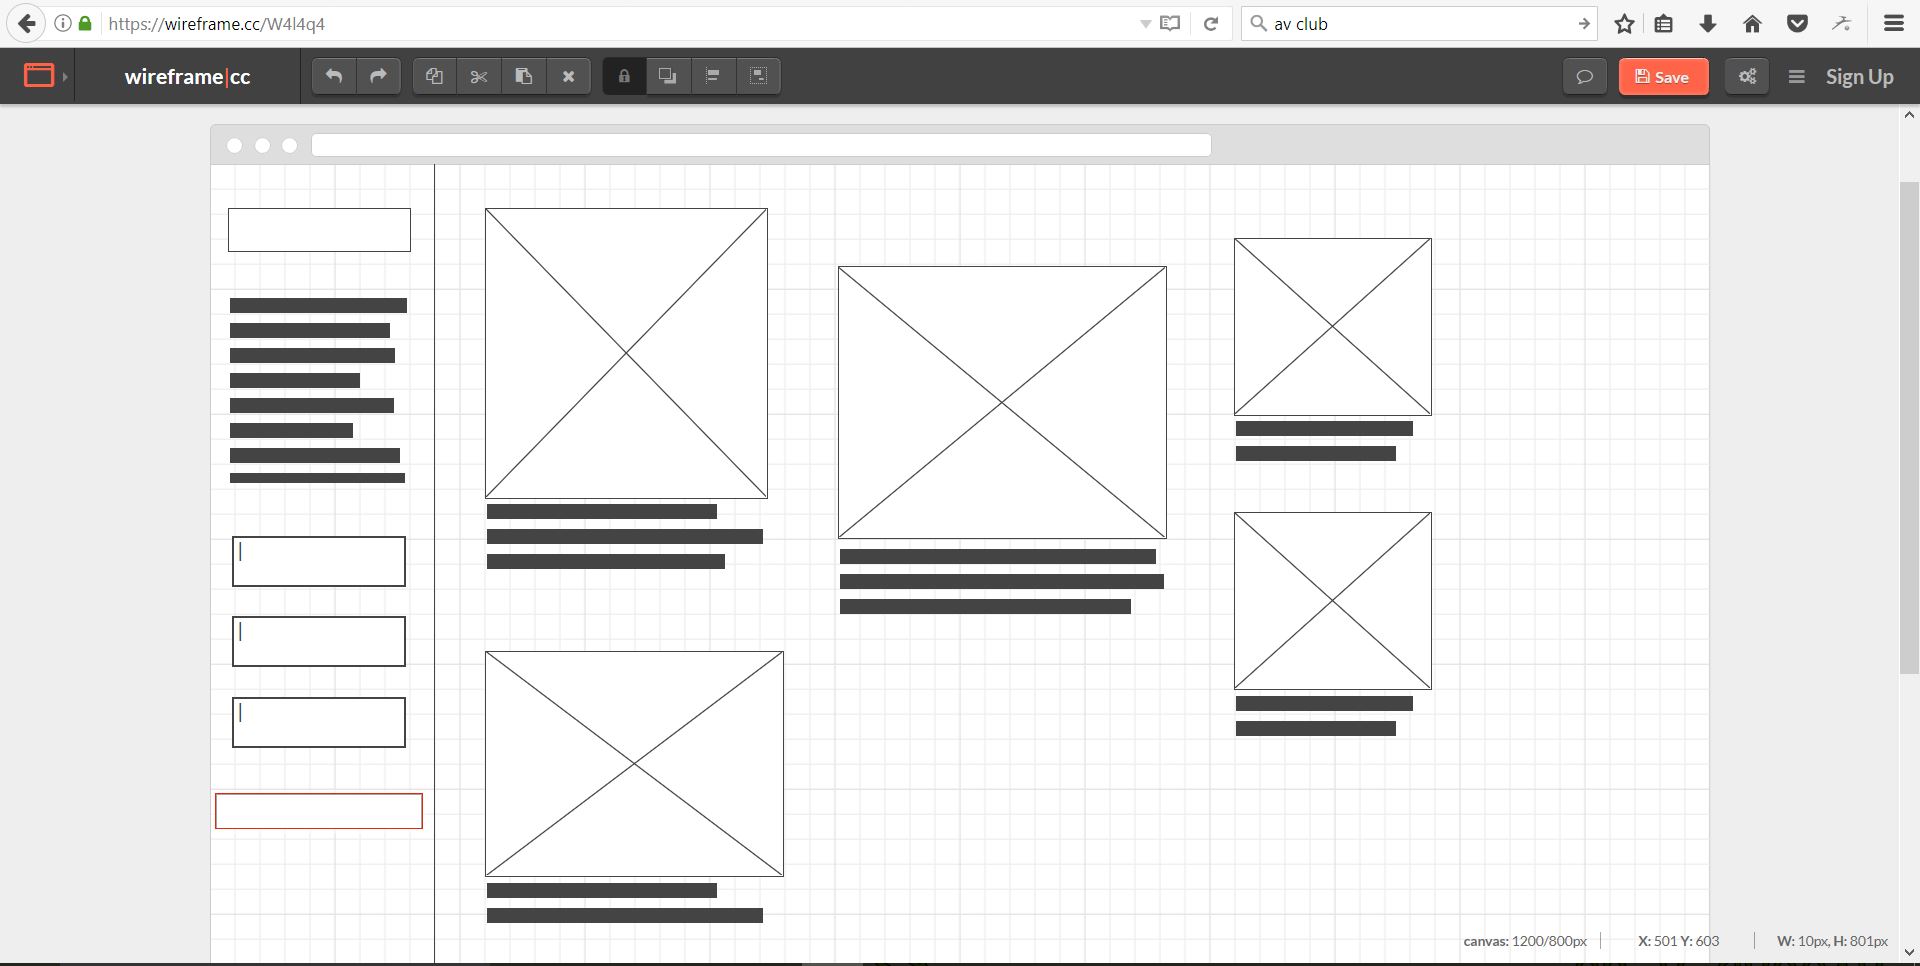 https://wireframe.cc/W4l4q4
av club
wireframe|cc
Save
Sign Up
canvas: 1200/800px
X: 501 Y: 603
W: 10px, H: 801px